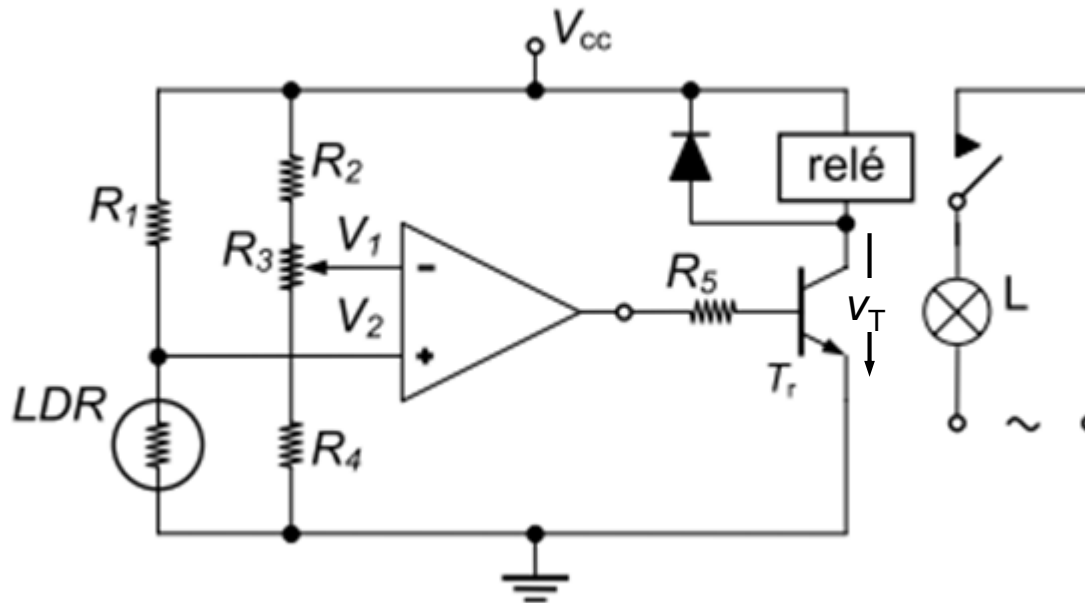 Vcc
R2
R1
relé
R3
V1
−
R5
L
V2
+
vT
Tr
LDR
R4
~